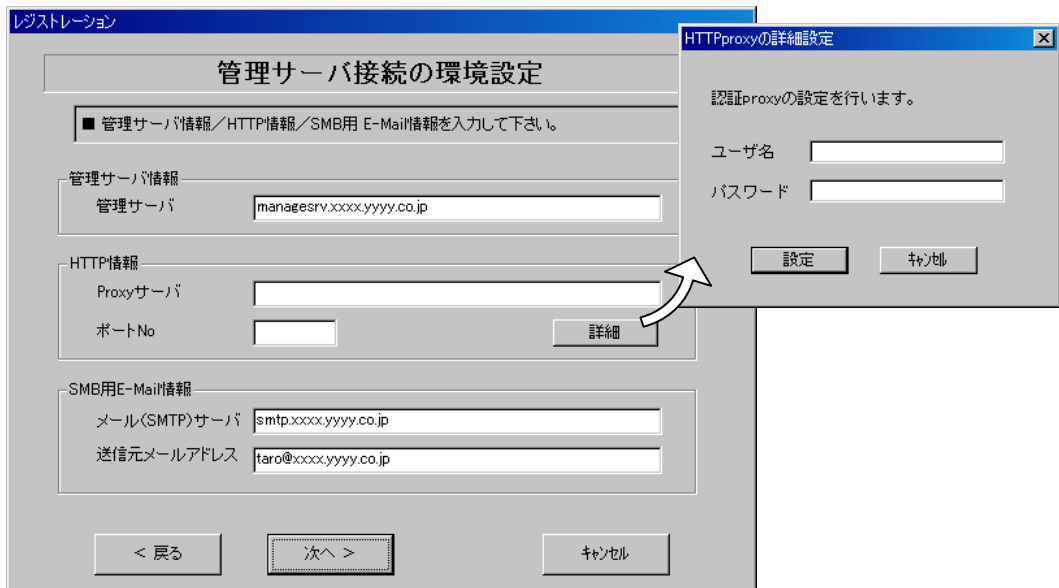 レジストレーション
管理サーバ接続の環境設定
■ 管理サーバ情報／HTTP情報／SMB用 E-Mail情報を入力して下さい。
管理サーバ情報
管理サーバ managesrv.xxxx.yyyy.co.jp
HTTP情報
Proxyサーバ
ポートNo 詳細
SMB用E-Mail情報
メール(SMTP)サーバ smtp.xxxx.yyyy.co.jp
送信元メールアドレス taro@xxxx.yyyy.co.jp
< 戻る 次へ > ｷｬﾝｾﾙ
HTTPproxyの詳細設定
認証proxyの設定を行います。
ユーザ名
パスワード
設定 ｷｬﾝｾﾙ